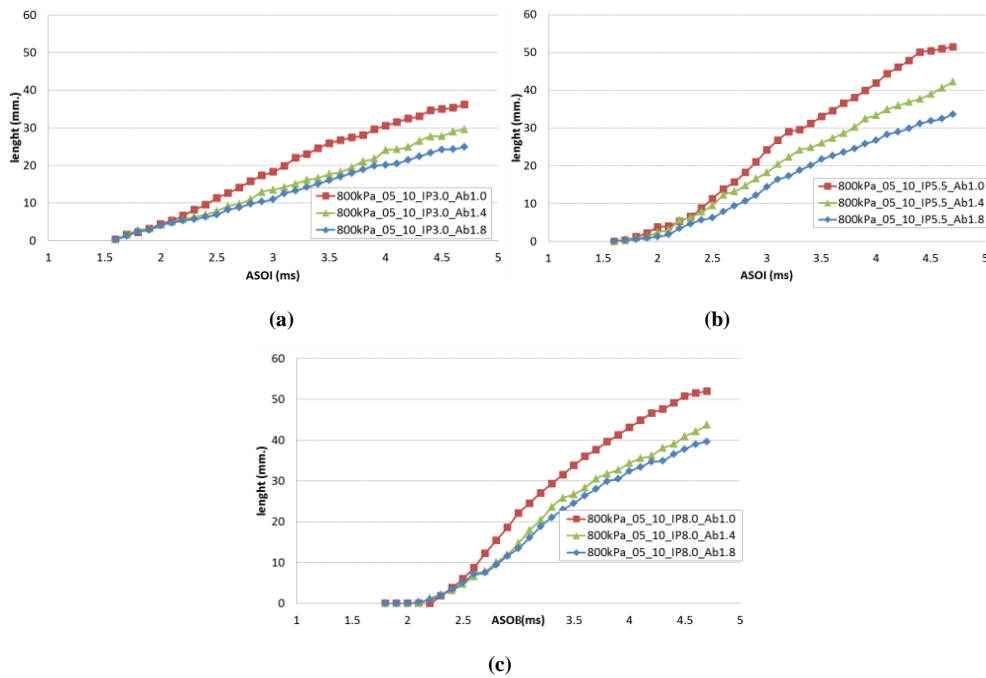 60
50
40
30
20
10
0
lenght (mm.)
1 1.5 2 2.5 3 3.5 4 4.5 5
ASOI (ms)
800kPa_05_10_IP3.0_Ab1.0
800kPa_05_10_IP3.0_Ab1.4
800kPa_05_10_IP3.0_Ab1.8
(a)
60
50
40
30
20
10
0
lenght (mm.)
1 1.5 2 2.5 3 3.5 4 4.5 5
ASOI (ms)
800kPa_05_10_IP5.5_Ab1.0
800kPa_05_10_IP5.5_Ab1.4
800kPa_05_10_IP5.5_Ab1.8
(b)
60
50
40
30
20
10
0
lenght (mm.)
1 1.5 2 2.5 3.5 4 4.5 5
800kPa_05_10_IP8.0_Ab1.0
800kPa_05_10_IP8.0_Ab1.4
800kPa_05_10_IP8.0_Ab1.8
(c)